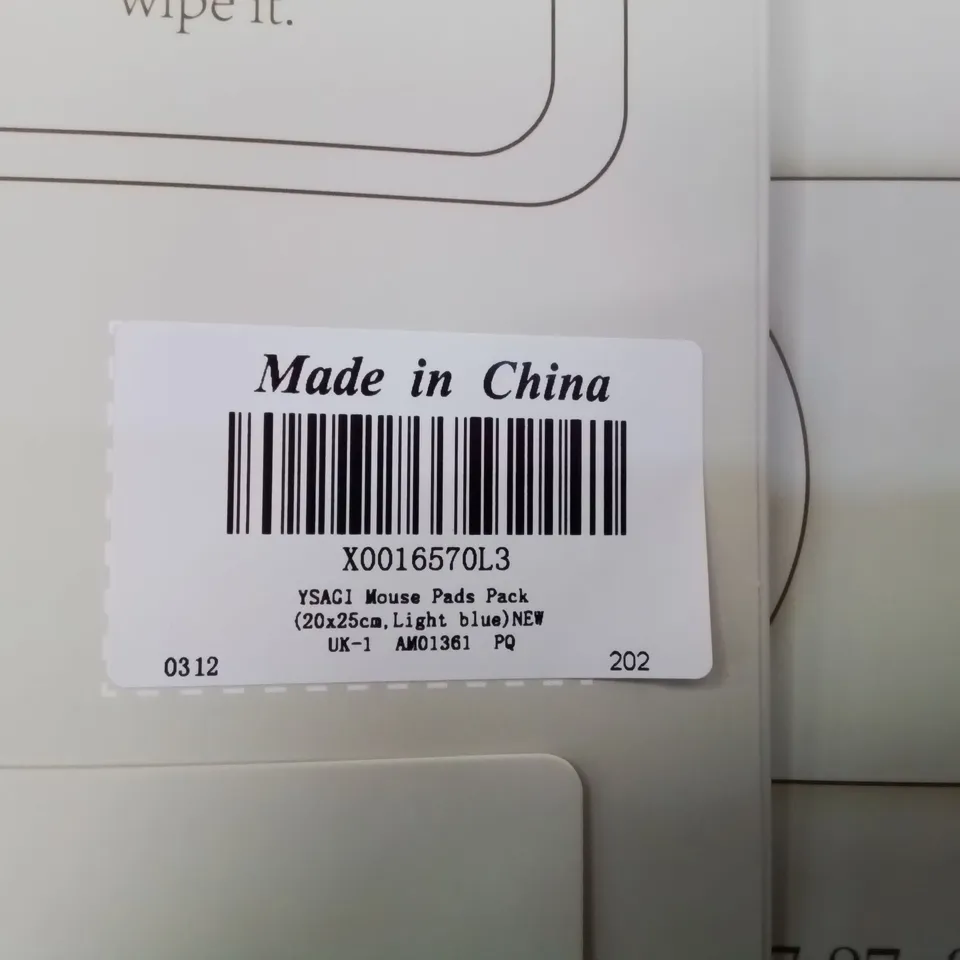 wipe it.
Made in China
X0016570L3
YSAGI Mouse Pads Pack
(20x25cm,Light blue)NEW
UK-1 AM01361 PQ
0312 202